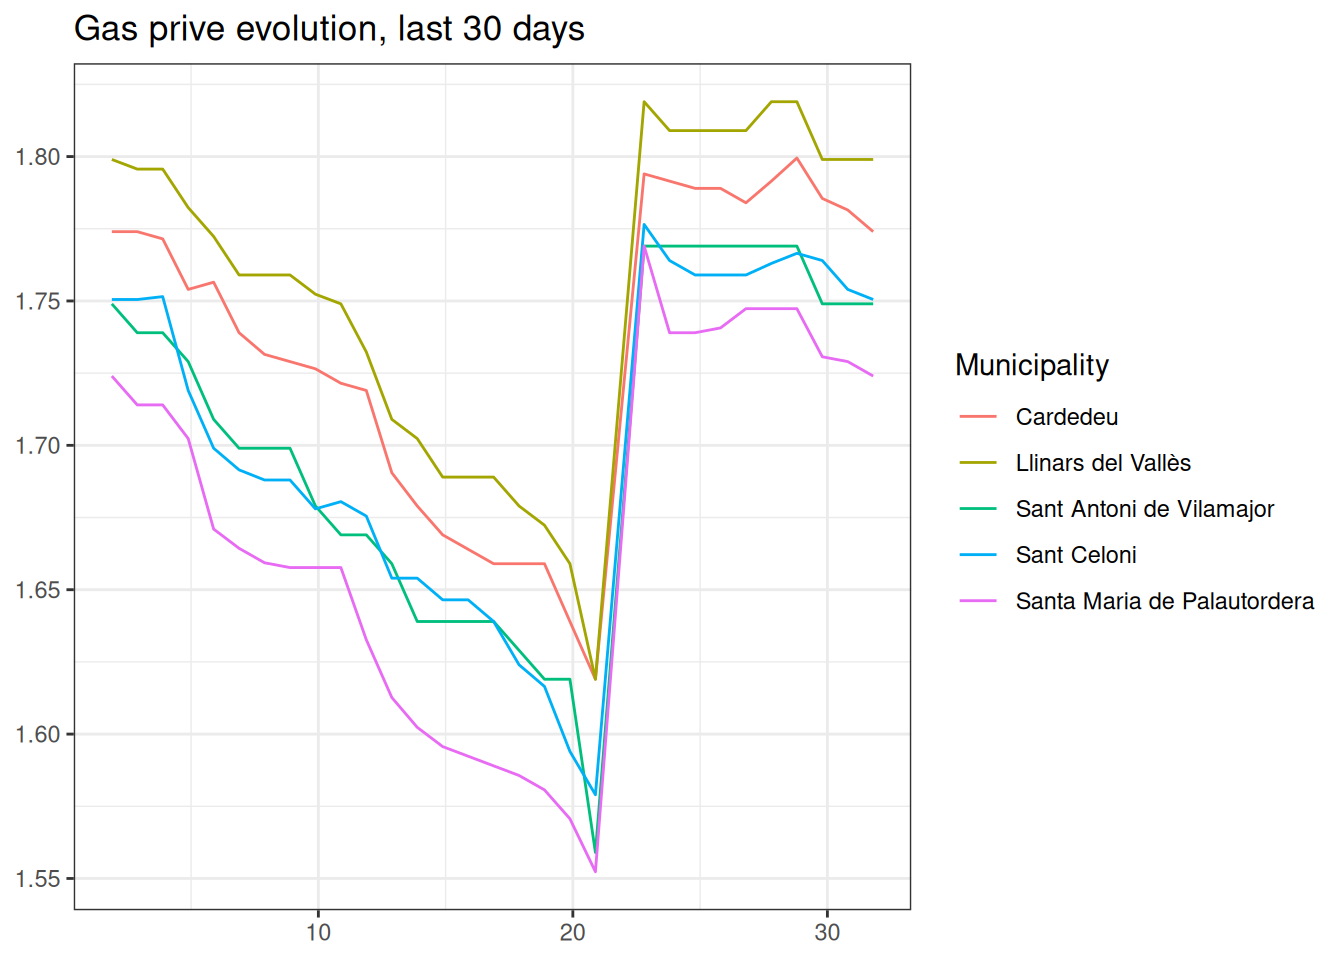 Gas prive evolution, last 30 days
1.80
1.75
1.70
1.65
1.60
1.55
10 20 30
Municipality
Cardedeu
Llinars del Vallès
Sant Antoni de Vilamajor
Sant Celoni
Santa Maria de Palautordera